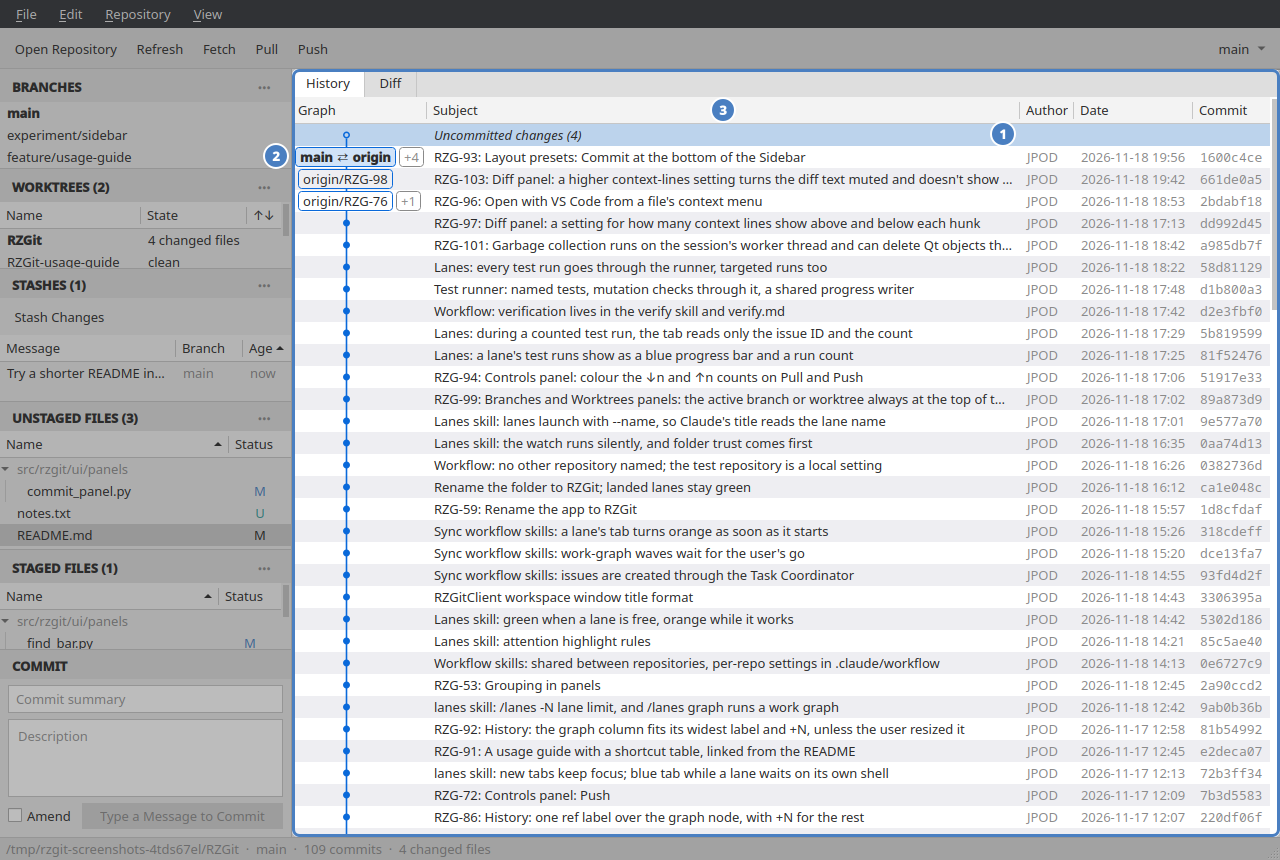 File Edit Repository View
Open Repository Refresh Fetch Pull Push main
BRANCHES ···
main
experiment/sidebar
feature/usage-guide
WORKTREES (2) ···
Name State ↑↓
RZGit 4 changed files
RZGit-usage-guide clean
STASHES (1) ···
Stash Changes
Message Branch Age
Try a shorter README in... main now
UNSTAGED FILES (3) ···
Name Status
src/rzgit/ui/panels
commit_panel.py M
notes.txt U
README.md M
STAGED FILES (1) ···
Name Status
src/rzgit/ui/panels
find_bar.py M
COMMIT
Commit summary
Description
Amend Type a Message to Commit
History Diff
Graph Subject 3 Author Date Commit
Uncommitted changes (4) 1
2 main ⇄ origin +4 RZG-93: Layout presets: Commit at the bottom of the Sidebar JPOD 2026-11-18 19:56 1600c4ce
origin/RZG-98 RZG-103: Diff panel: a higher context-lines setting turns the diff text muted and doesn't show ... JPOD 2026-11-18 19:42 661de0a5
origin/RZG-76 +1 RZG-96: Open with VS Code from a file's context menu JPOD 2026-11-18 18:53 2bdabf18
RZG-97: Diff panel: a setting for how many context lines show above and below each hunk JPOD 2026-11-18 17:13 dd992d45
RZG-101: Garbage collection runs on the session's worker thread and can delete Qt objects th... JPOD 2026-11-18 18:42 a985db7f
Lanes: every test run goes through the runner, targeted runs too JPOD 2026-11-18 18:22 58d81129
Test runner: named tests, mutation checks through it, a shared progress writer JPOD 2026-11-18 17:48 d1b800a3
Workflow: verification lives in the verify skill and verify.md JPOD 2026-11-18 17:42 d2e3fbf0
Lanes: during a counted test run, the tab reads only the issue ID and the count JPOD 2026-11-18 17:29 5b819599
Lanes: a lane's test runs show as a blue progress bar and a run count JPOD 2026-11-18 17:25 81f52476
RZG-94: Controls panel: colour the ↓n and ↑n counts on Pull and Push JPOD 2026-11-18 17:06 51917e33
RZG-99: Branches and Worktrees panels: the active branch or worktree always at the top of t... JPOD 2026-11-18 17:02 89a873d9
Lanes skill: lanes launch with --name, so Claude's title reads the lane name JPOD 2026-11-18 17:01 9e577a70
Lanes skill: the watch runs silently, and folder trust comes first JPOD 2026-11-18 16:35 0aa74d13
Workflow: no other repository named; the test repository is a local setting JPOD 2026-11-18 16:26 0382736d
Rename the folder to RZGit; landed lanes stay green JPOD 2026-11-18 16:12 ca1e048c
RZG-59: Rename the app to RZGit JPOD 2026-11-18 15:57 1d8cfdaf
Sync workflow skills: a lane's tab turns orange as soon as it starts JPOD 2026-11-18 15:26 318cdeff
Sync workflow skills: work-graph waves wait for the user's go JPOD 2026-11-18 15:20 dce13fa7
Sync workflow skills: issues are created through the Task Coordinator JPOD 2026-11-18 14:55 93fd4d2f
RZGitClient workspace window title format JPOD 2026-11-18 14:43 3306395a
Lanes skill: green when a lane is free, orange while it works JPOD 2026-11-18 14:42 5302d186
Lanes skill: attention highlight rules JPOD 2026-11-18 14:21 85c5ae40
Workflow skills: shared between repositories, per-repo settings in .claude/workflow JPOD 2026-11-18 14:13 0e6727c9
RZG-53: Grouping in panels JPOD 2026-11-18 12:45 2a90ccd2
lanes skill: /lanes -N lane limit, and /lanes graph runs a work graph JPOD 2026-11-18 12:42 9ab0b36b
RZG-92: History: the graph column fits its widest label and +N, unless the user resized it JPOD 2026-11-17 12:58 81b54992
RZG-91: A usage guide with a shortcut table, linked from the README JPOD 2026-11-17 12:45 e2deca07
lanes skill: new tabs keep focus; blue tab while a lane waits on its own shell JPOD 2026-11-17 12:13 72b3ff34
RZG-72: Controls panel: Push JPOD 2026-11-17 12:09 7b3d5583
RZG-86: History: one ref label over the graph node, with +N for the rest JPOD 2026-11-17 12:07 220df06f
/tmp/rzgit-screenshots-4tds67el/RZGit · main · 109 commits · 4 changed files